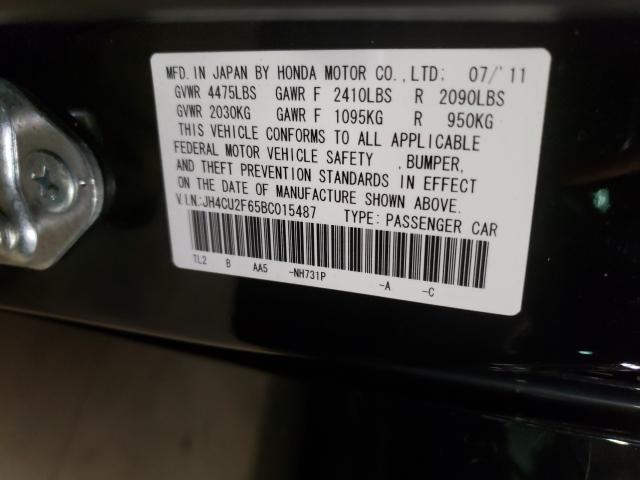 MFD. IN JAPAN BY HONDA MOTOR CO.,LTD: 07/'11
GVWR 4475LBS GAWR F 2410LBS R 2090LBS
GVWR 2030KG GAWR F 1095KG R 950KG
THIS VEHICLE CONFORMS TO ALL APPLICABLE
FEDERAL MOTOR VEHICLE SAFETY ,BUMPER,
AND THEFT PREVENTION STANDARDS IN EFFECT
ON THE DATE OF MANUFACTURE SHOWN ABOVE.
V.I.N:JH4CU2F65BC015487 TYPE: PASSENGER CAR
TL2 B AA5 -NH731P -A -C